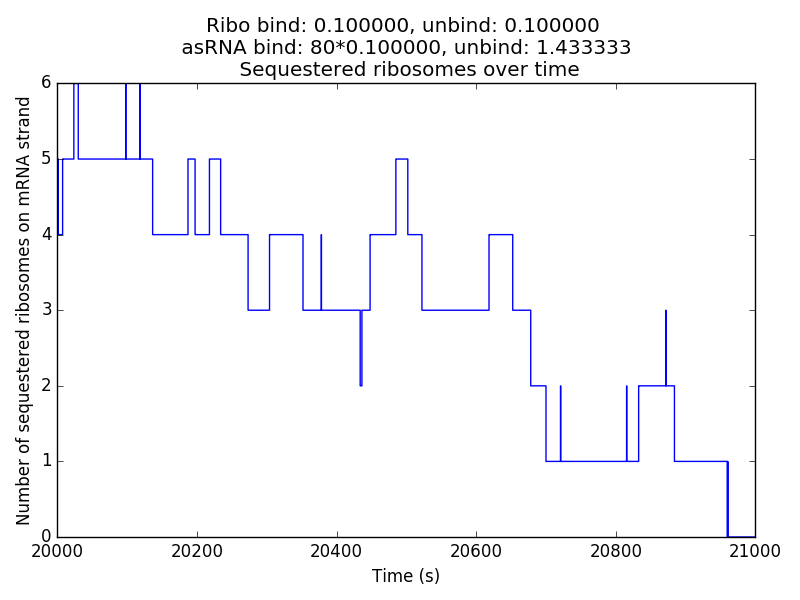 Ribo bind: 0.100000, unbind: 0.100000
asRNA bind: 80*0.100000, unbind: 1.433333
Sequestered ribosomes over time
Number of sequestered ribosomes on mRNA strand
6
5
4
3
2
1
0
20000 20200 20400 20600 20800 21000
Time (s)